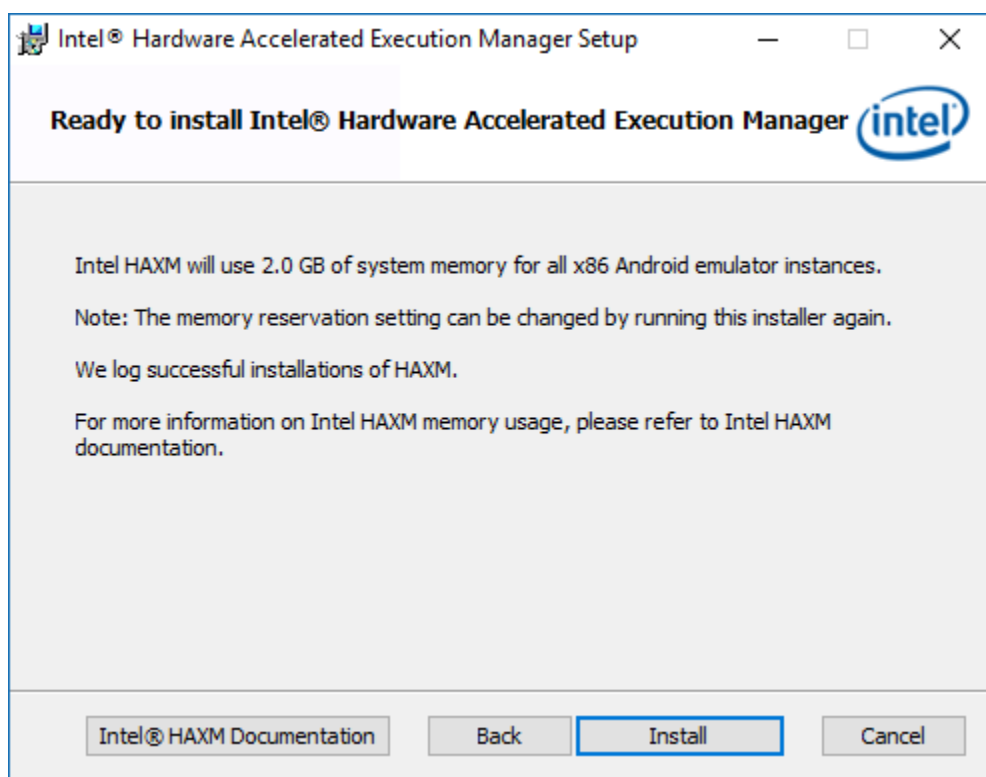 Intel® Hardware Accelerated Execution Manager Setup
Ready to install Intel® Hardware Accelerated Execution Manager
intel
Intel HAXM will use 2.0 GB of system memory for all x86 Android emulator instances.
Note: The memory reservation setting can be changed by running this installer again.
We log successful installations of HAXM.
For more information on Intel HAXM memory usage, please refer to Intel HAXM
documentation.
Intel® HAXM Documentation
Back
Install
Cancel